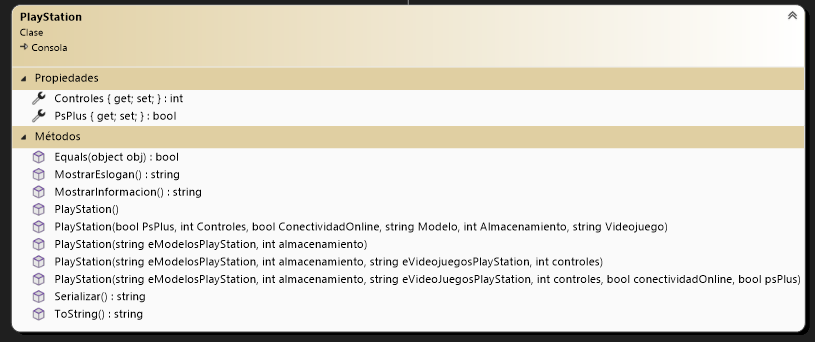 PlayStation
Clase
Consola
Propiedades
Controles { get; set; } : int
PsPlus { get; set; } : bool
Métodos
Equals(object obj) : bool
MostrarEslogan() : string
MostrarInformacion() : string
PlayStation()
PlayStation(bool PsPlus, int Controles, bool ConectividadOnline, string Modelo, int Almacenamiento, string Videojuego)
PlayStation(string eModelosPlayStation, int almacenamiento)
PlayStation(string eModelosPlayStation, int almacenamiento, string eVideojuegosPlayStation, int controles)
PlayStation(string eModelosPlayStation, int almacenamiento, string eVideoJuegosPlayStation, int controles, bool conectividadOnline, bool psPlus)
Serializar() : string
ToString() : string